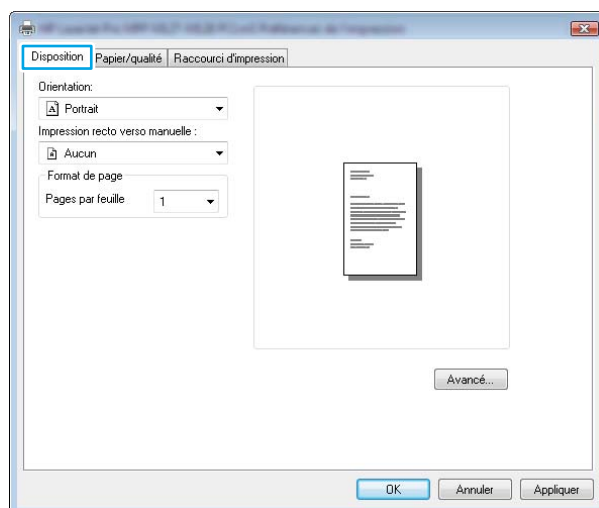 Disposition Papier/qualité Raccourci d'impression
Orientation:
Portrait
Impression recto verso manuelle :
Aucun
Format de page
Pages par feuille 1
Avancé...
OK Annuler Appliquer